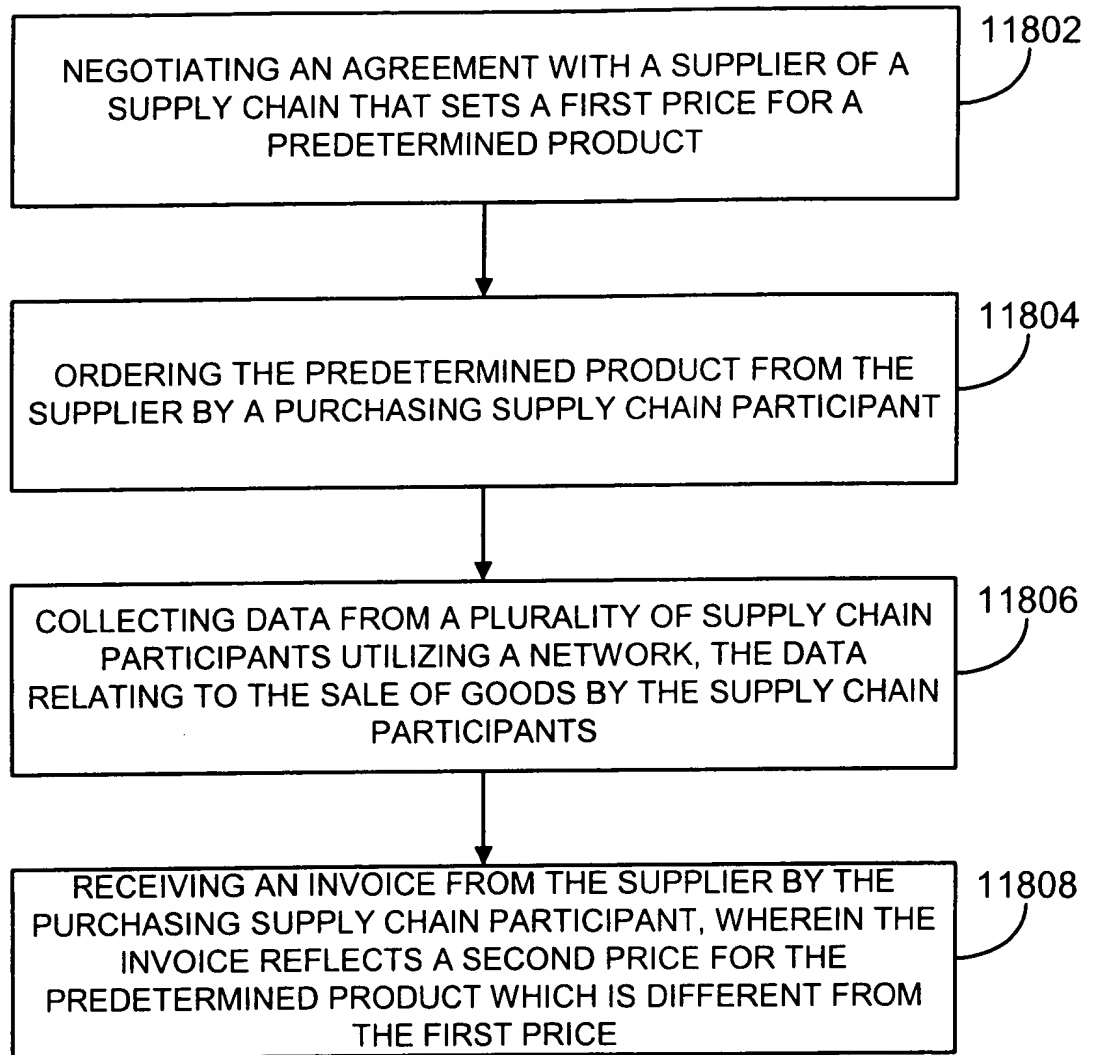 11802
NEGOTIATING AN AGREEMENT WITH A SUPPLIER OF A
SUPPLY CHAIN THAT SETS A FIRST PRICE FOR A
PREDETERMINED PRODUCT
11804
ORDERING THE PREDETERMINED PRODUCT FROM THE
SUPPLIER BY A PURCHASING SUPPLY CHAIN PARTICIPANT
11806
COLLECTING DATA FROM A PLURALITY OF SUPPLY CHAIN
PARTICIPANTS UTILIZING A NETWORK, THE DATA
RELATING TO THE SALE OF GOODS BY THE SUPPLY CHAIN
PARTICIPANTS
11808
RECEIVING AN INVOICE FROM THE SUPPLIER BY THE
PURCHASING SUPPLY CHAIN PARTICIPANT, WHEREIN THE
INVOICE REFLECTS A SECOND PRICE FOR THE
PREDETERMINED PRODUCT WHICH IS DIFFERENT FROM
THE FIRST PRICE